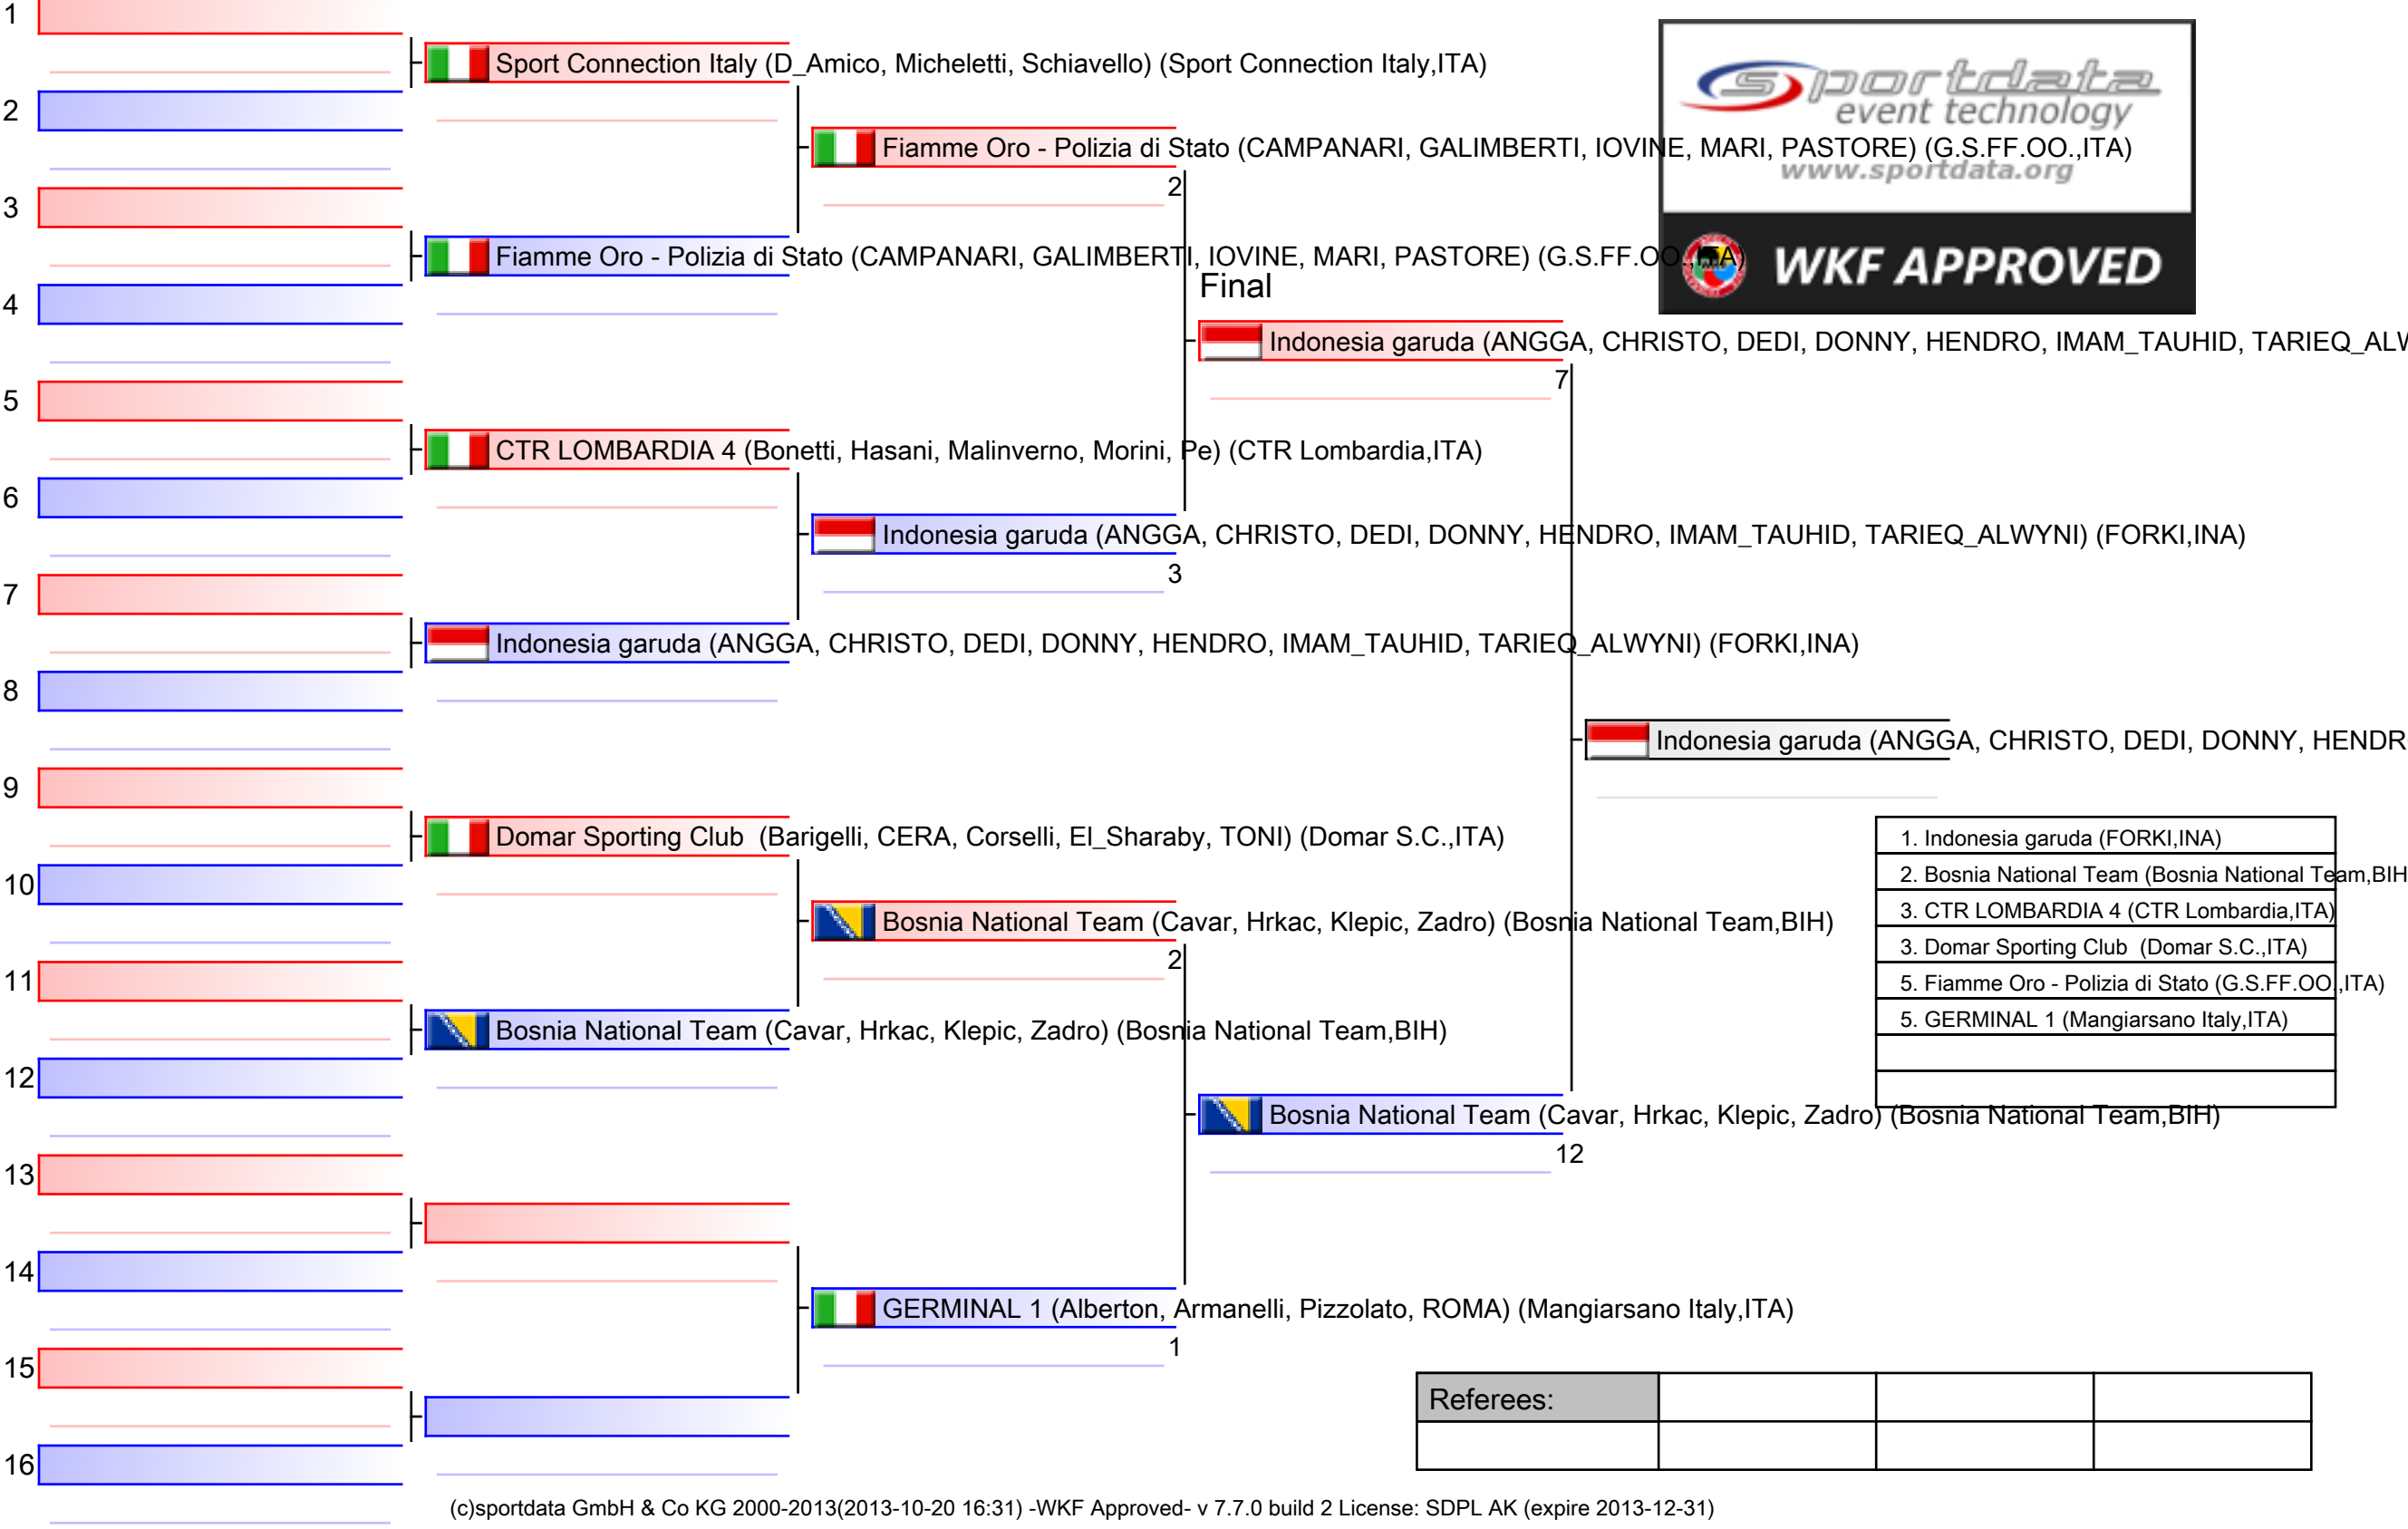 1
Sport Connection Italy (D_Amico, Micheletti, Schiavello) (Sport Connection Italy,ITA)
sportdata
event technology
www.sportdata.org
2
Fiamme Oro - Polizia di Stato (CAMPANARI, GALIMBERTI, IOVINE, MARI, PASTORE) (G.S.FF.OO.,ITA)
2
3
Fiamme Oro - Polizia di Stato (CAMPANARI, GALIMBERTI, IOVINE, MARI, PASTORE) (G.S.FF.OO.,ITA)
WKF APPROVED
Final
4
Indonesia garuda (ANGGA, CHRISTO, DEDI, DONNY, HENDRO, IMAM_TAUHID, TARIEQ_ALW
7
5
CTR LOMBARDIA 4 (Bonetti, Hasani, Malinverno, Morini, Pe) (CTR Lombardia,ITA)
6
Indonesia garuda (ANGGA, CHRISTO, DEDI, DONNY, HENDRO, IMAM_TAUHID, TARIEQ_ALWYNI) (FORKI,INA)
3
7
Indonesia garuda (ANGGA, CHRISTO, DEDI, DONNY, HENDRO, IMAM_TAUHID, TARIEQ_ALWYNI) (FORKI,INA)
8
Indonesia garuda (ANGGA, CHRISTO, DEDI, DONNY, HENDR
9
Domar Sporting Club  (Barigelli, CERA, Corselli, El_Sharaby, TONI) (Domar S.C.,ITA)
1. Indonesia garuda (FORKI,INA)
2. Bosnia National Team (Bosnia National Team,BIH
3. CTR LOMBARDIA 4 (CTR Lombardia,ITA)
3. Domar Sporting Club  (Domar S.C.,ITA)
5. Fiamme Oro - Polizia di Stato (G.S.FF.OO.,ITA)
5. GERMINAL 1 (Mangiarsano Italy,ITA)
10
Bosnia National Team (Cavar, Hrkac, Klepic, Zadro) (Bosnia National Team,BIH)
2
11
Bosnia National Team (Cavar, Hrkac, Klepic, Zadro) (Bosnia National Team,BIH)
12
Bosnia National Team (Cavar, Hrkac, Klepic, Zadro) (Bosnia National Team,BIH)
12
13
14
GERMINAL 1 (Alberton, Armanelli, Pizzolato, ROMA) (Mangiarsano Italy,ITA)
1
15
Referees:
16
(c)sportdata GmbH & Co KG 2000-2013(2013-10-20 16:31) -WKF Approved- v 7.7.0 build 2 License: SDPL AK (expire 2013-12-31)